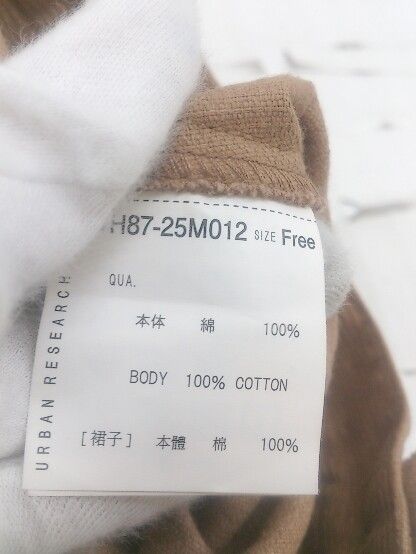 H87-25M012 SIZE Free
QUA.
本体 綿 100%
BODY 100% COTTON
[裙子] 本體 棉 100%
URBAN RESEARCH